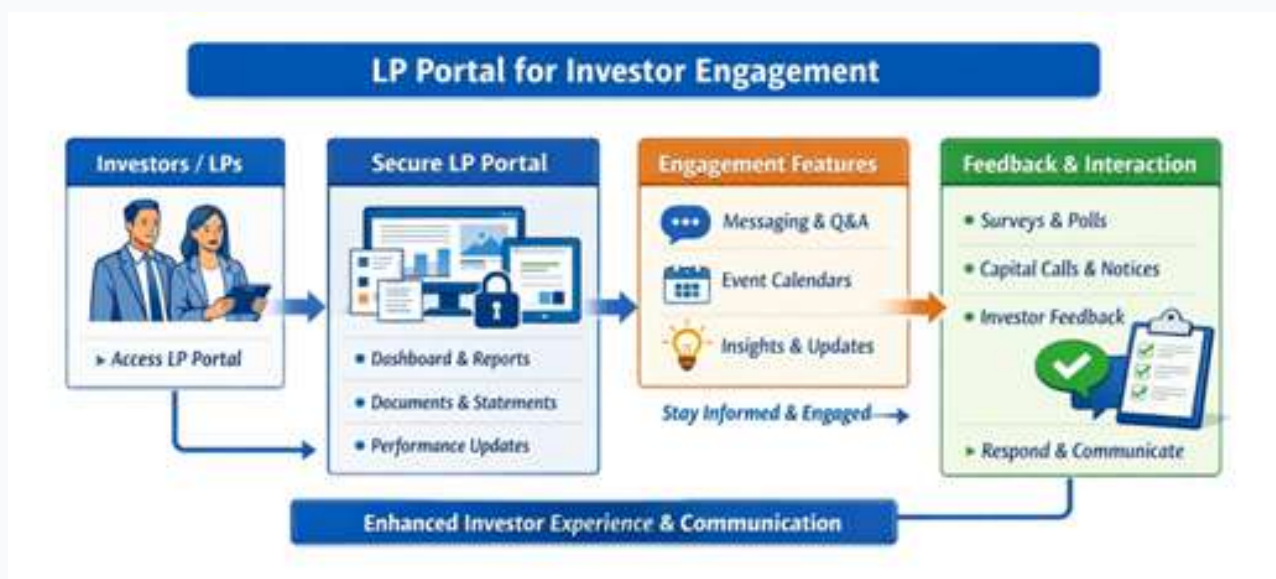 LP Portal for Investor Engagement
Investors / LPs
▸ Access LP Portal
Secure LP Portal
• Dashboard & Reports
• Documents & Statements
• Performance Updates
Engagement Features
Messaging & Q&A
Event Calendars
Insights & Updates
Stay Informed & Engaged
Feedback & Interaction
• Surveys & Polls
• Capital Calls & Notices
• Investor Feedback
▸ Respond & Communicate
Enhanced Investor Experience & Communication